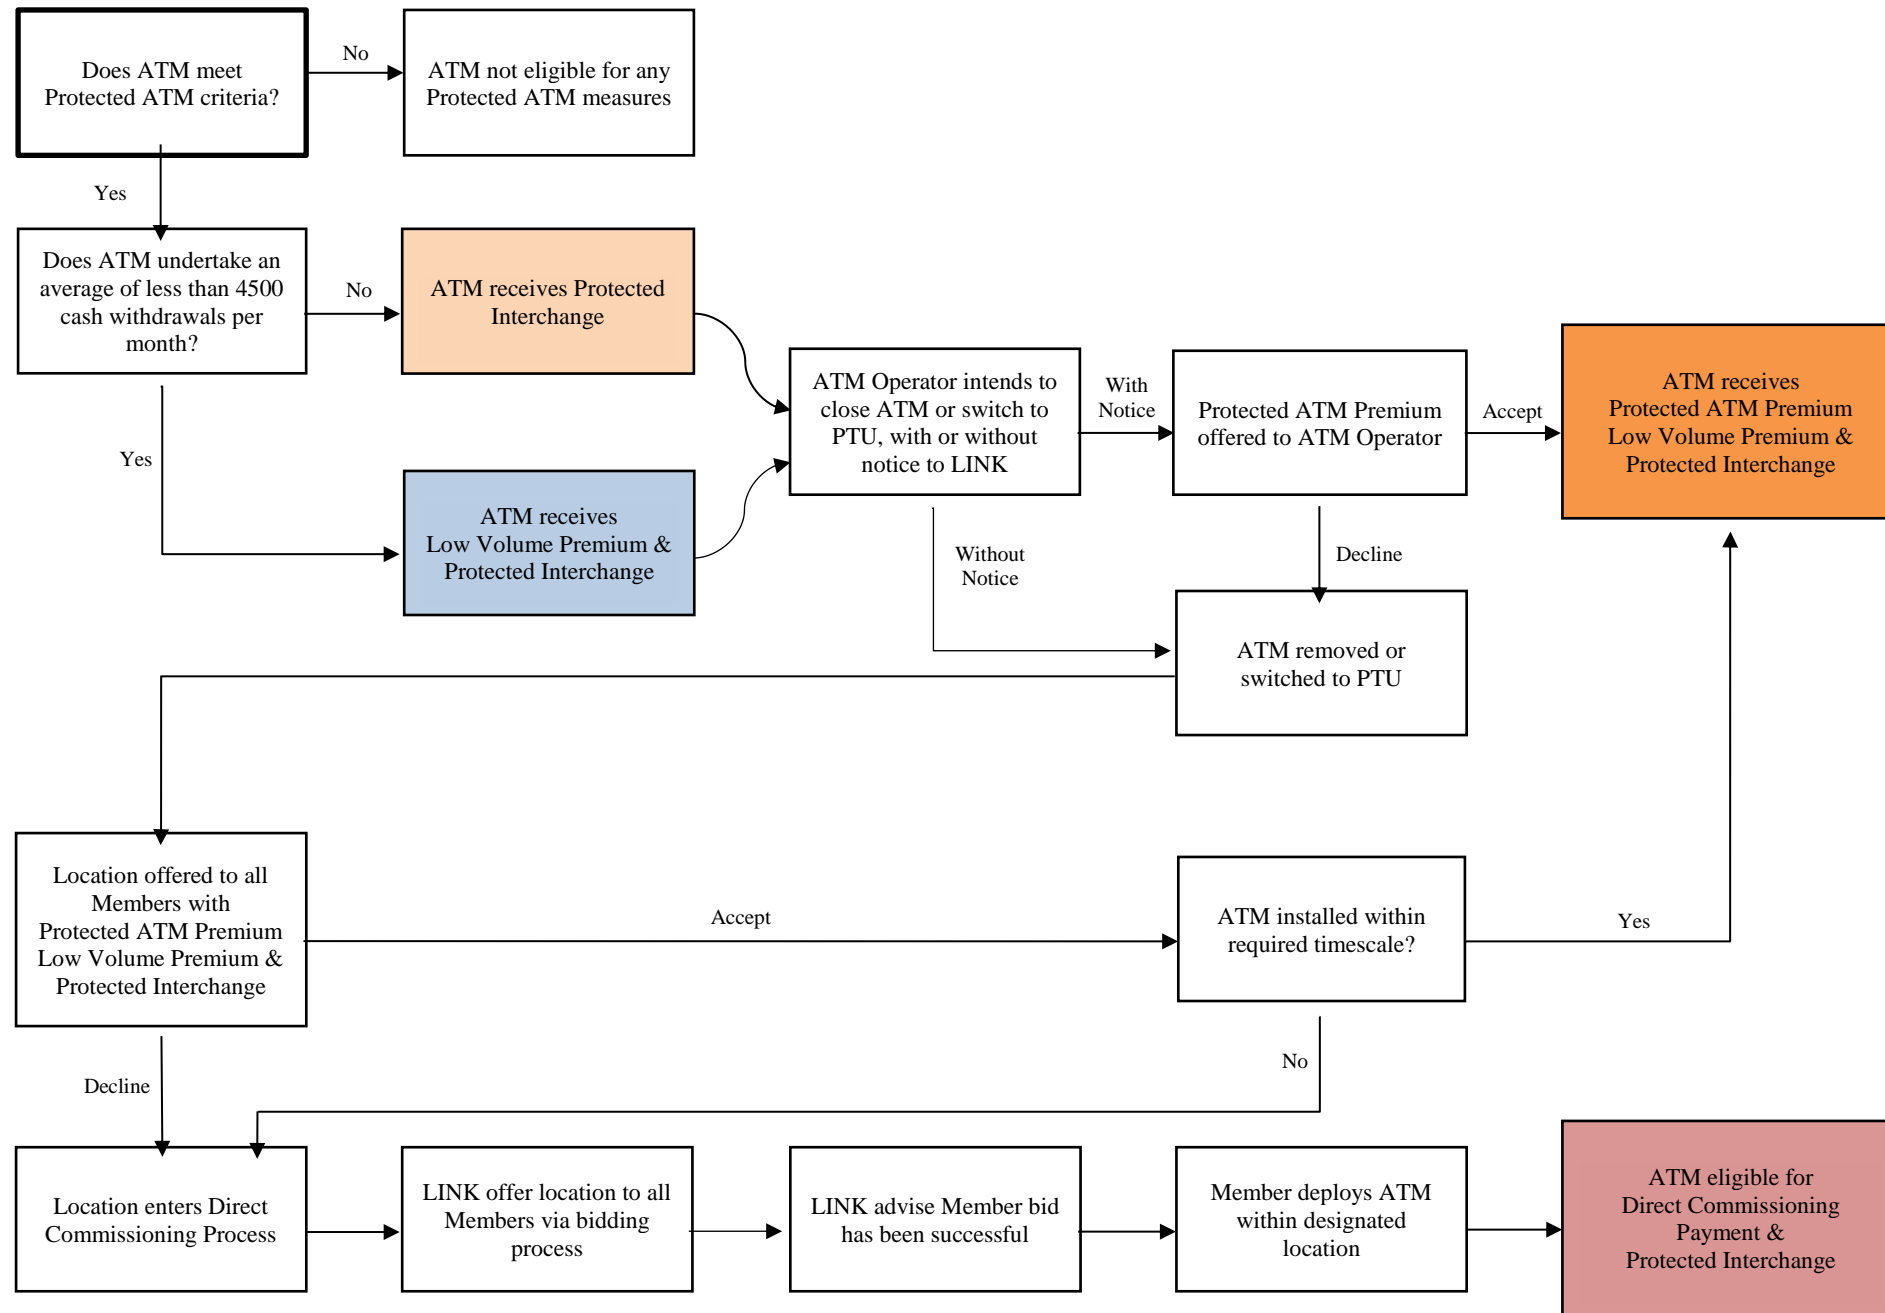 Does ATM meet
Protected ATM criteria?
No
ATM not eligible for any
Protected ATM measures
Yes
Does ATM undertake an
average of less than 4500
cash withdrawals per
month?
No
ATM receives Protected
Interchange
Yes
ATM receives
Low Volume Premium &
Protected Interchange
ATM Operator intends to
close ATM or switch to
PTU, with or without
notice to LINK
With
Notice
Protected ATM Premium
offered to ATM Operator
Accept
ATM receives
Protected ATM Premium
Low Volume Premium &
Protected Interchange
Without
Notice
Decline
ATM removed or
switched to PTU
Location offered to all
Members with
Protected ATM Premium
Low Volume Premium &
Protected Interchange
Accept
ATM installed within
required timescale?
Yes
No
Decline
Location enters Direct
Commissioning Process
LINK offer location to all
Members via bidding
process
LINK advise Member bid
has been successful
Member deploys ATM
within designated
location
ATM eligible for
Direct Commissioning
Payment &
Protected Interchange